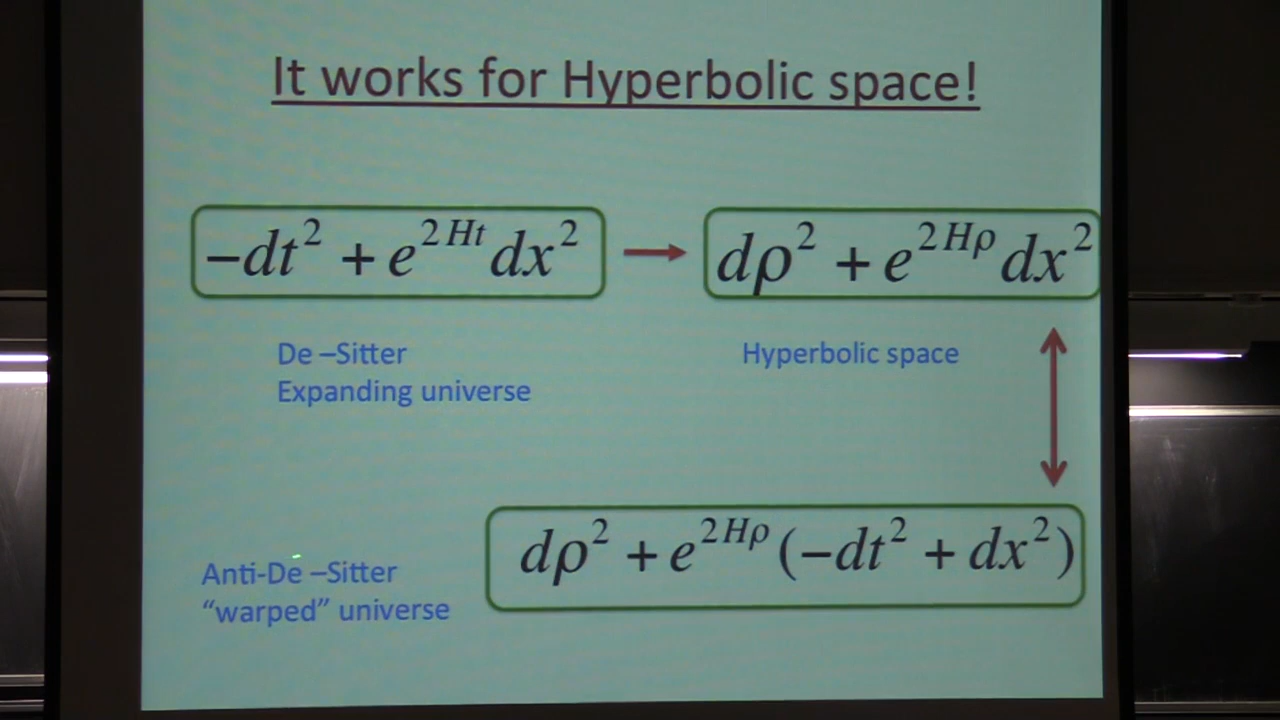 It works for Hyperbolic space!
−dt² + e^{2Ht} dx² → dρ² + e^{2Hρ} dx²
De –Sitter
Expanding universe
Hyperbolic space
dρ² + e^{2Hρ} (−dt² + dx²)
Anti-De –Sitter
“warped” universe